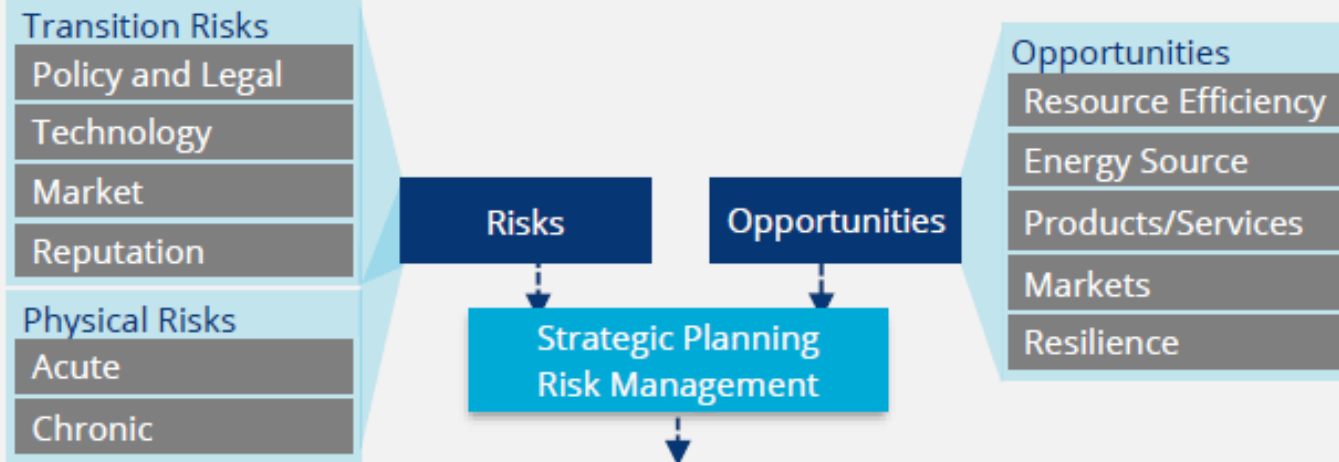 Transition Risks
Policy and Legal
Technology
Market
Reputation
Physical Risks
Acute
Chronic
Risks
Opportunities
Strategic Planning
Risk Management
Opportunities
Resource Efficiency
Energy Source
Products/Services
Markets
Resilience